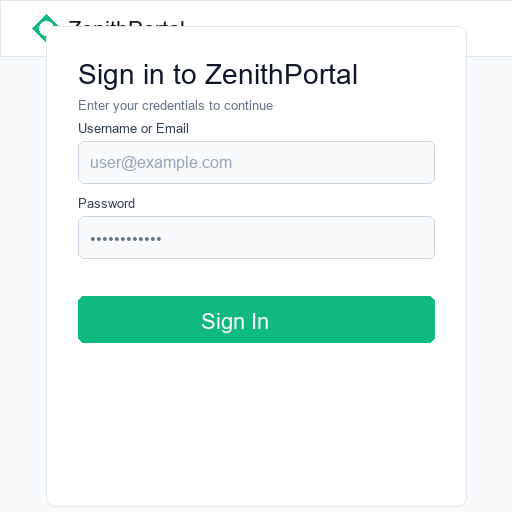 ZenithPortal
Sign in to ZenithPortal
Enter your credentials to continue
Username or Email
user@example.com
Password
••••••••••••
Sign In